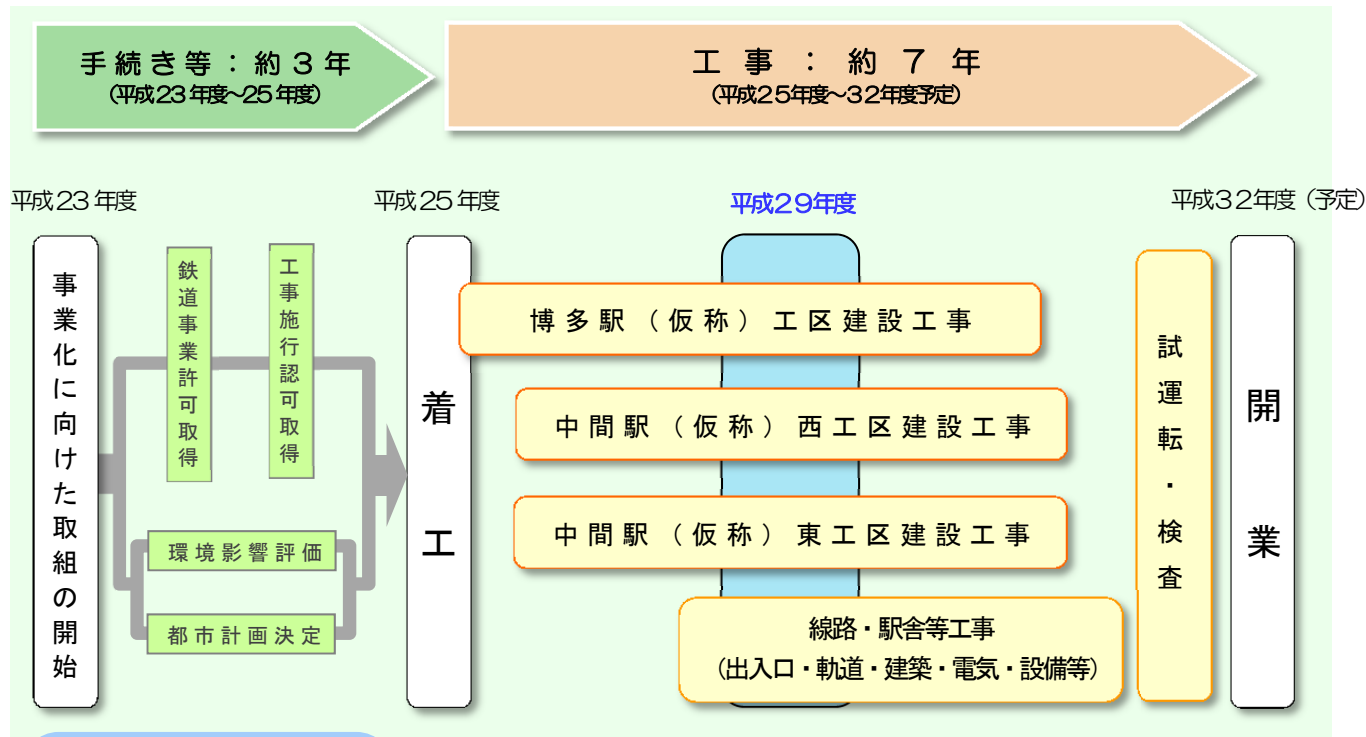 手続き等：約３年
(平成２３年度～２５年度)
工事：約７年
(平成２５年度～３２年度予定)
平成２３年度
平成２５年度
平成２９年度
平成３２年度（予定）
事業化に向けた取組の開始
鉄道事業許可取得
工事施行認可取得
環境影響評価
都市計画決定
着工
博多駅（仮称）工区建設工事
中間駅（仮称）西工区建設工事
中間駅（仮称）東工区建設工事
線路・駅舎等工事
（出入口・軌道・建築・電気・設備等）
試運転・検査
開業